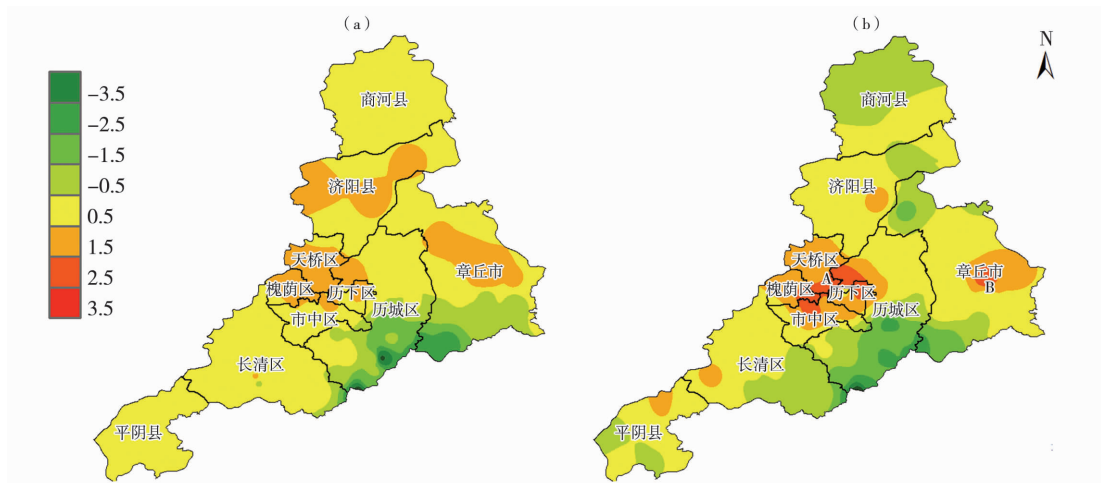 (a)
(b)
N
-3.5
-2.5
-1.5
-0.5
0.5
1.5
2.5
3.5
商河县
济阳县
天桥区
槐荫区
历下区
市中区
历城区
章丘市
长清区
平阴县
商河县
济阳县
天桥区
A
槐荫区
历下区
市中区
历城区
章丘市
B
长清区
平阴县